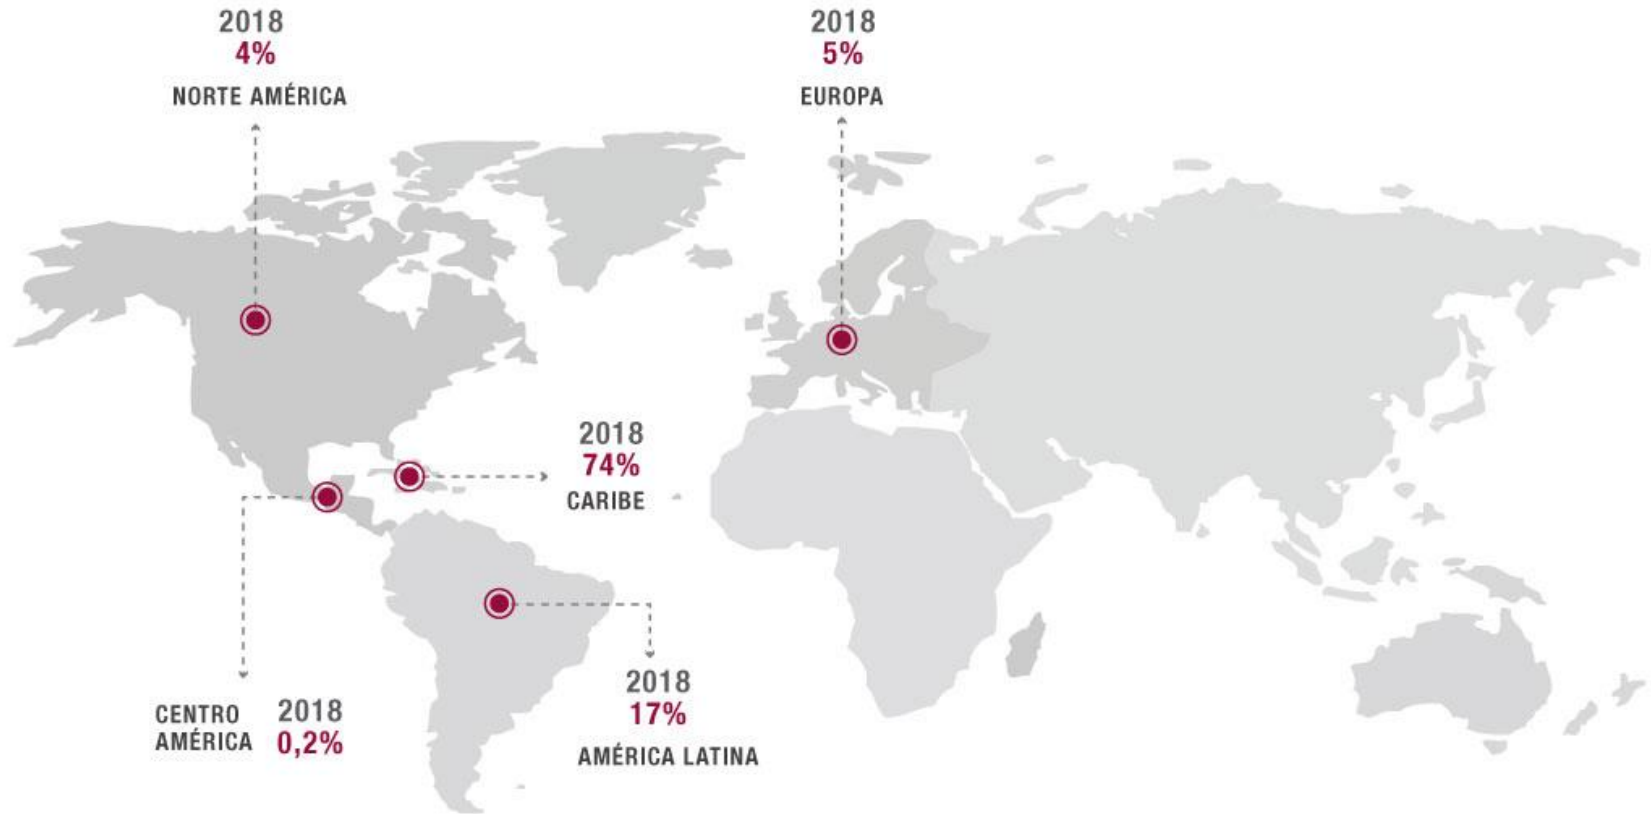 2018
4%
NORTE AMÉRICA
2018
5%
EUROPA
2018
74%
CARIBE
CENTRO
AMÉRICA
2018
0,2%
2018
17%
AMÉRICA LATINA